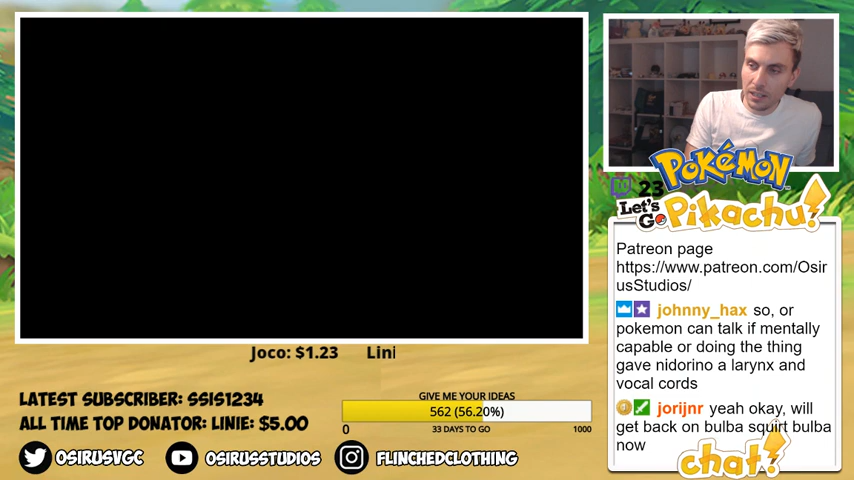 POKéMON
23
Let's Go Pikachu!
Patreon page
https://www.patreon.com/Osir
usStudios/
johnny_hax so, or
pokemon can talk if mentally
capable or doing the thing
gave nidorino a larynx and
vocal cords
jorijnr yeah okay, will
get back on bulba squirt bulba
now
chat!
Joco: $1.23 Lini
LATEST SUBSCRIBER: SSIS1234
ALL TIME TOP DONATOR: LINIE: $5.00
GIVE ME YOUR IDEAS
562 (56.20%)
0 33 DAYS TO GO 1000
OSIRUSVGC OSIRUSSTUDIOS FLINCHEDCLOTHING